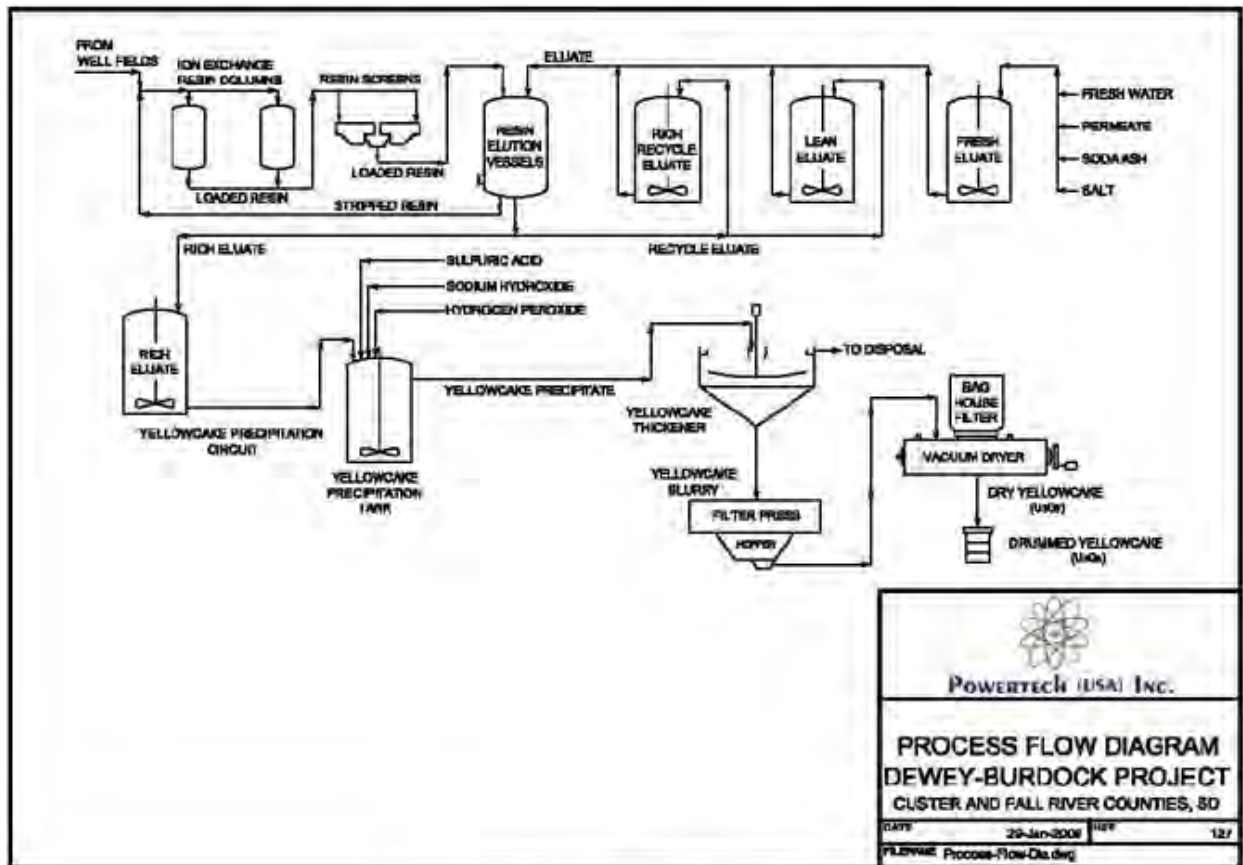 FROM
WELL FIELDS
ION EXCHANGE
RESIN COLUMNS
RESIN SCREENS
LOADED RESIN
LOADED RESIN
STRIPPED RESIN
ELUATE
RESIN
ELUTION
VESSELS
RICH
RECYCLE
ELUATE
LEAN
ELUATE
FRESH
ELUATE
FRESH WATER
PERMEATE
SODA ASH
SALT
RICH ELUATE
RECYCLE ELUATE
SULFURIC ACID
SODIUM HYDROXIDE
HYDROGEN PEROXIDE
RICH
ELUATE
YELLOWCAKE PRECIPITATION
CIRCUIT
YELLOWCAKE
PRECIPITATION
TANK
YELLOWCAKE PRECIPITATE
TO DISPOSAL
YELLOWCAKE
THICKENER
YELLOWCAKE
SLURRY
FILTER PRESS
HOPPER
BAG
HOUSE
FILTER
VACUUM DRYER
DRY YELLOWCAKE
(U₃O₈)
DRUMMED YELLOWCAKE
(U₃O₈)
POWERTECH (USA) INC.
PROCESS FLOW DIAGRAM
DEWEY-BURDOCK PROJECT
CUSTER AND FALL RIVER COUNTIES, SD
DATE
FILENAME Process-Flow-Dia.dwg